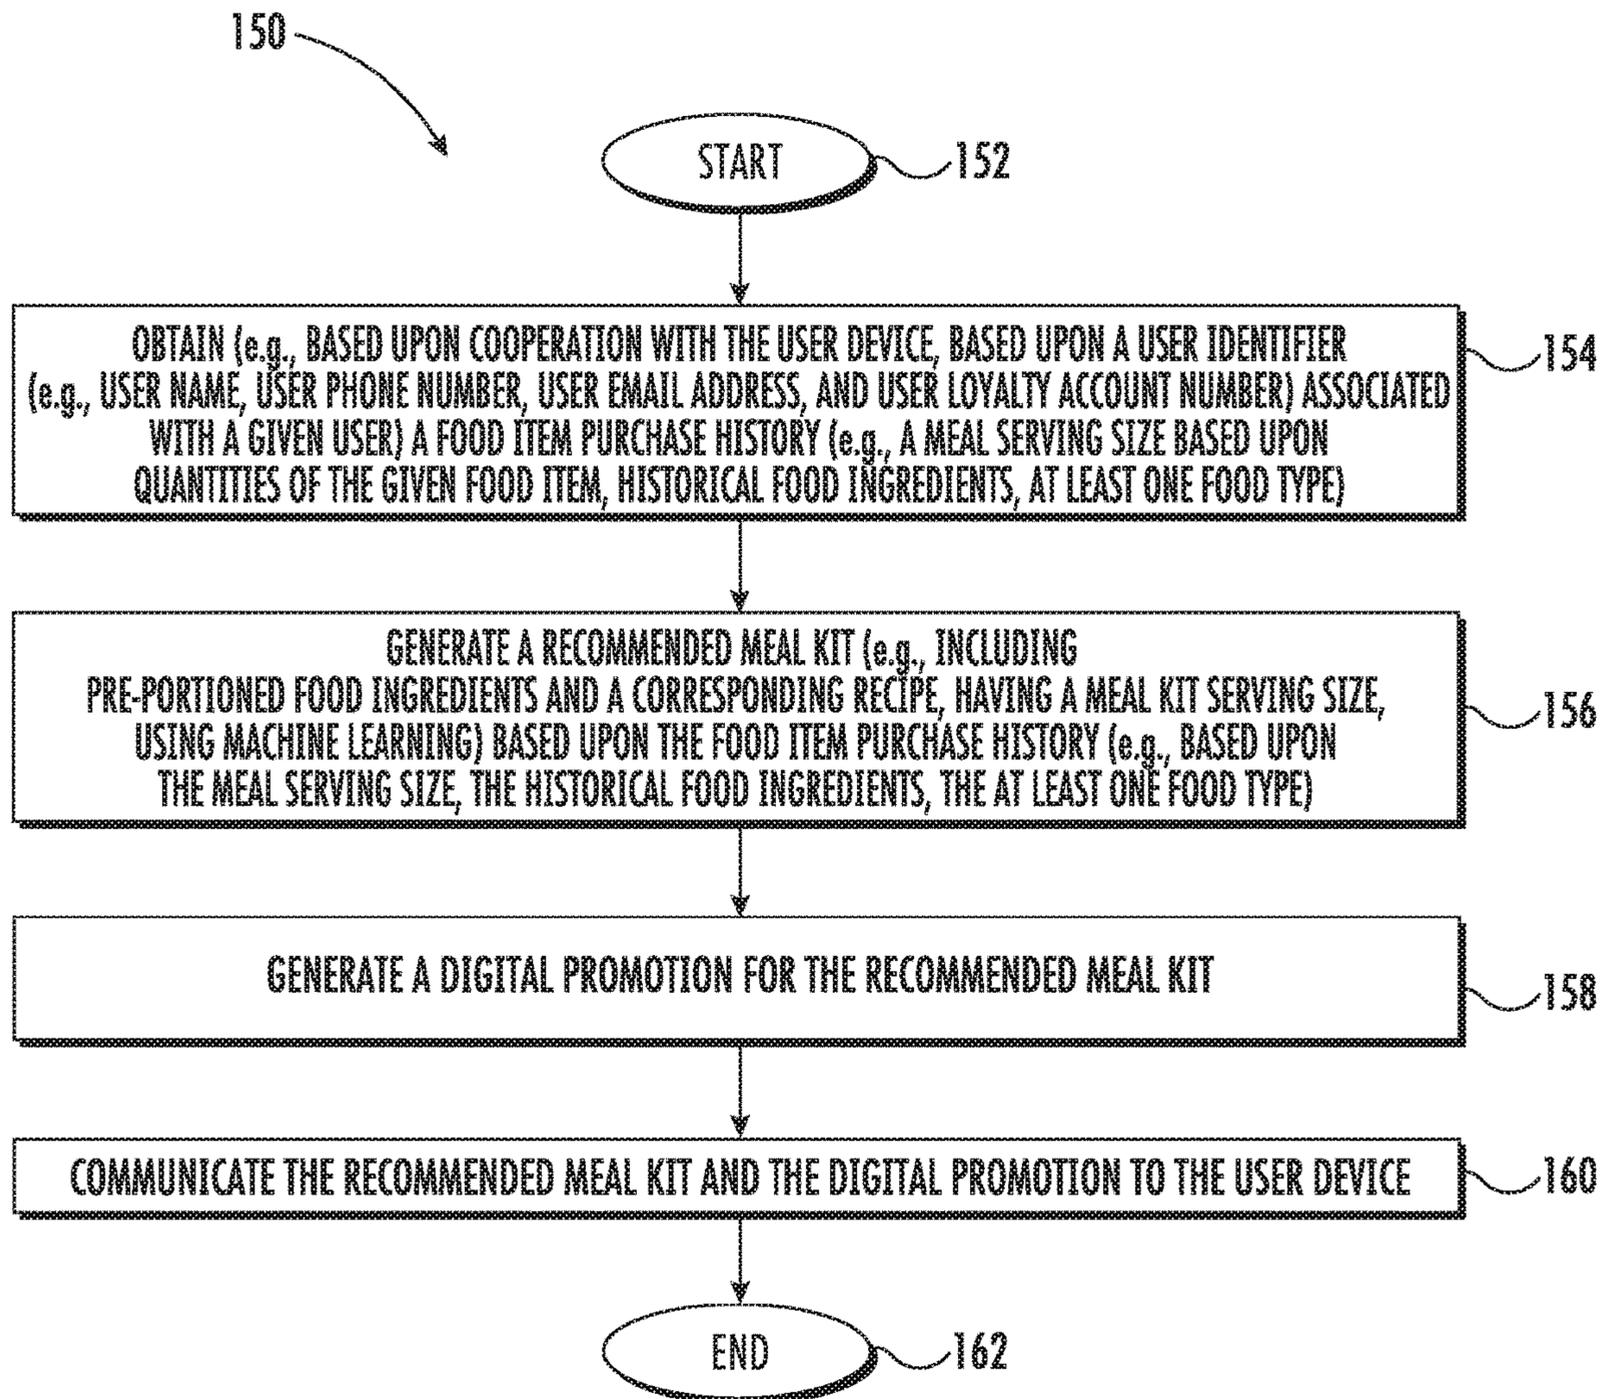 150
START
152
OBTAIN (e.g., BASED UPON COOPERATION WITH THE USER DEVICE, BASED UPON A USER IDENTIFIER
(e.g., USER NAME, USER PHONE NUMBER, USER EMAIL ADDRESS, AND USER LOYALTY ACCOUNT NUMBER) ASSOCIATED
WITH A GIVEN USER) A FOOD ITEM PURCHASE HISTORY (e.g., A MEAL SERVING SIZE BASED UPON
QUANTITIES OF THE GIVEN FOOD ITEM, HISTORICAL FOOD INGREDIENTS, AT LEAST ONE FOOD TYPE)
154
GENERATE A RECOMMENDED MEAL KIT (e.g., INCLUDING
PRE-PORTIONED FOOD INGREDIENTS AND A CORRESPONDING RECIPE, HAVING A MEAL KIT SERVING SIZE,
USING MACHINE LEARNING) BASED UPON THE FOOD ITEM PURCHASE HISTORY (e.g., BASED UPON
THE MEAL SERVING SIZE, THE HISTORICAL FOOD INGREDIENTS, THE AT LEAST ONE FOOD TYPE)
156
GENERATE A DIGITAL PROMOTION FOR THE RECOMMENDED MEAL KIT
158
COMMUNICATE THE RECOMMENDED MEAL KIT AND THE DIGITAL PROMOTION TO THE USER DEVICE
160
END
162